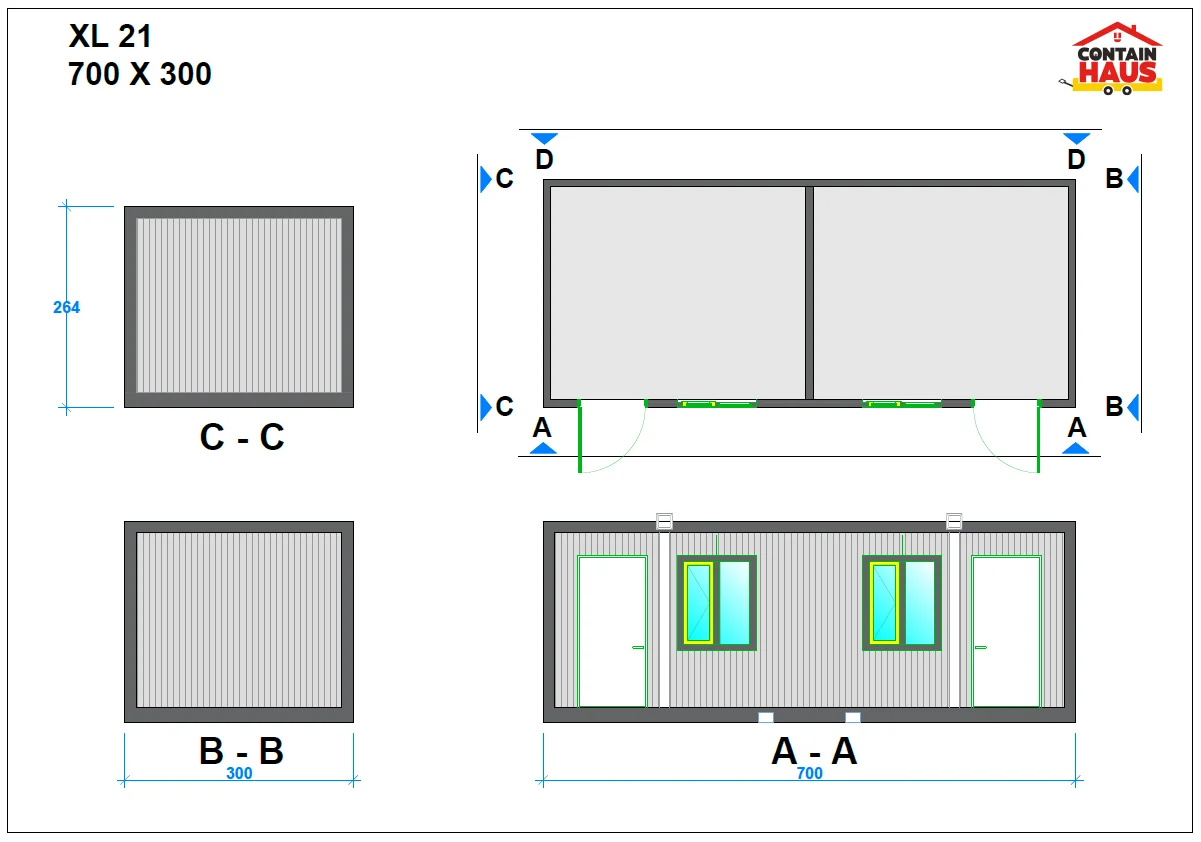 XL 21
700 X 300
CONTAIN
HAUS
D
D
C
B
264
C
B
A
A
C - C
B - B
300
A - A
700